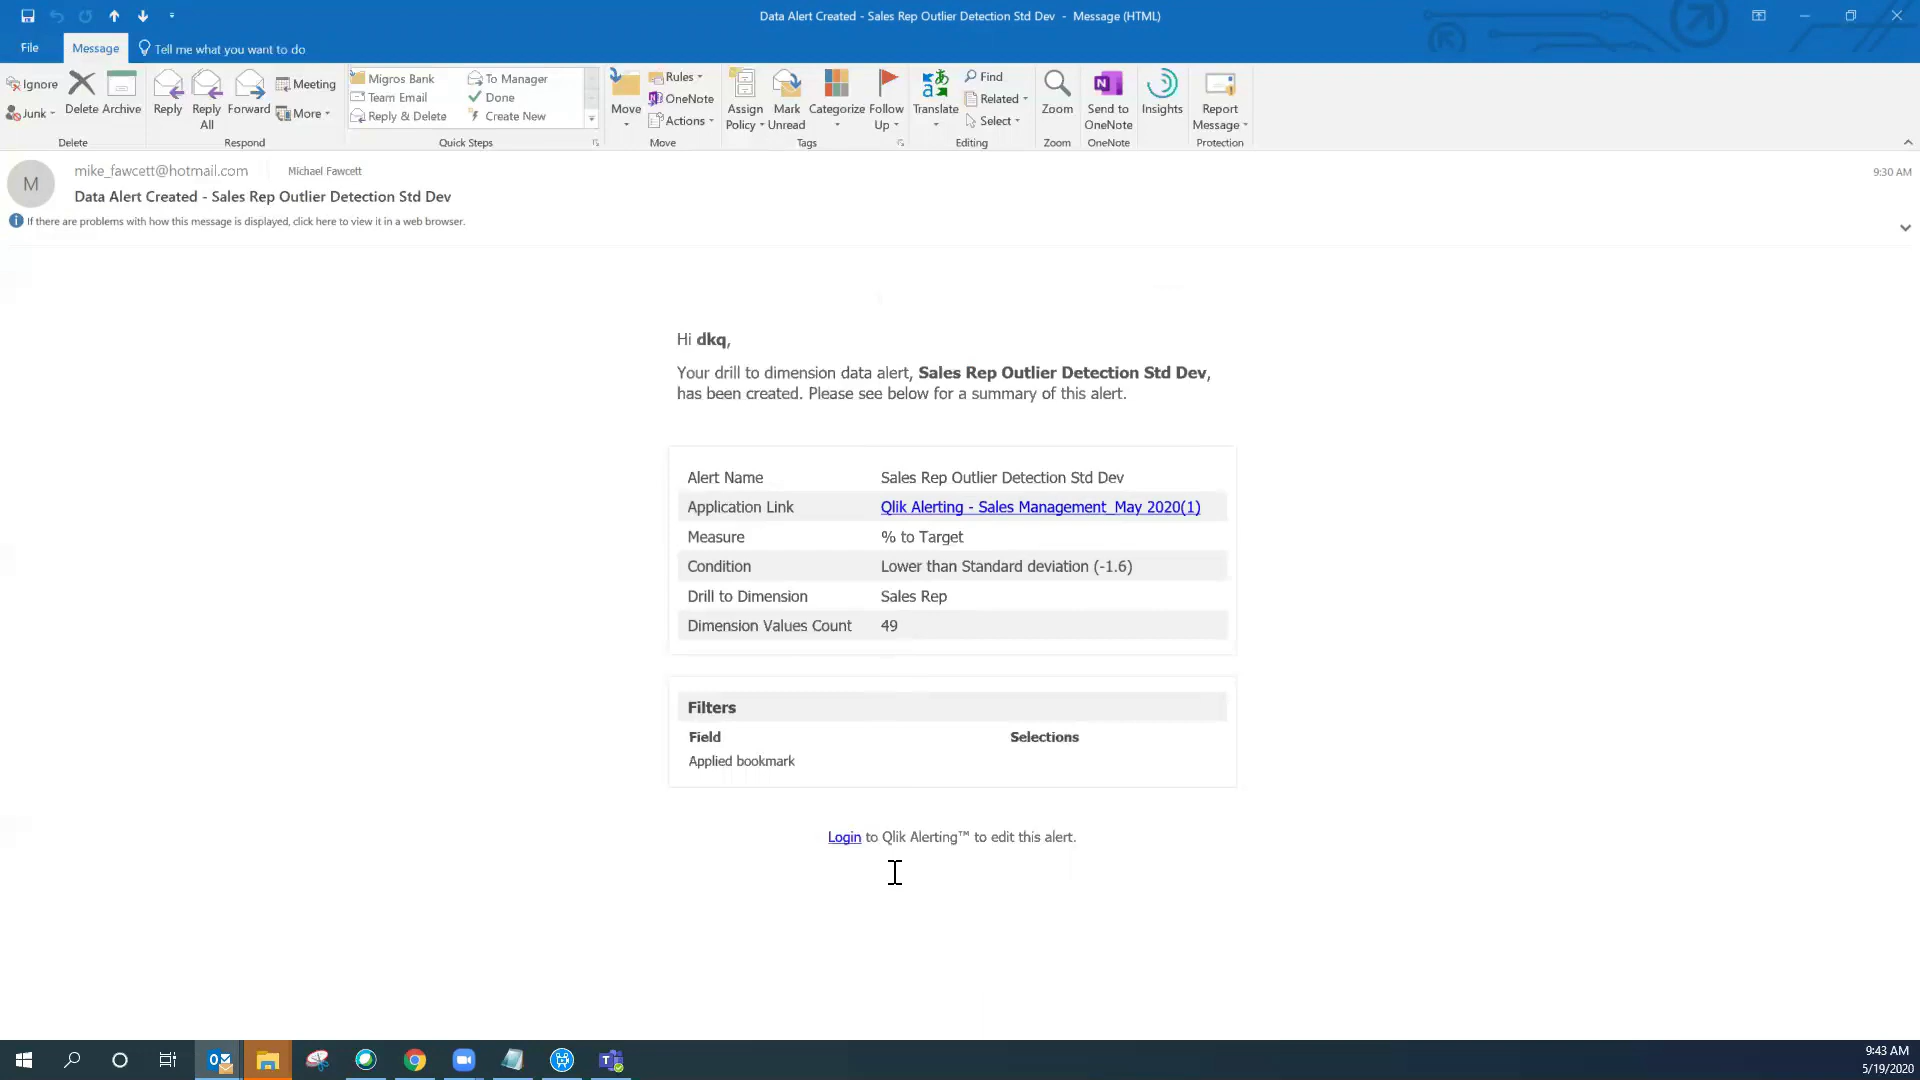 Data Alert Created - Sales Rep Outlier Detection Std Dev - Message (HTML)
File
Message
Tell me what you want to do
Ignore
Junk
Delete
Archive
Delete
Reply
Reply All
Forward
Meeting
More
Respond
Migros Bank
To Manager
Team Email
Done
Reply & Delete
Create New
Quick Steps
Move
Rules
OneNote
Actions
Move
Assign Policy
Mark Unread
Categorize
Follow Up
Tags
Translate
Find
Related
Select
Editing
Zoom
Zoom
Send to OneNote
OneNote
Insights
Report Message
Protection
M
mike_fawcett@hotmail.com
Michael Fawcett
9:30 AM
Data Alert Created - Sales Rep Outlier Detection Std Dev
If there are problems with how this message is displayed, click here to view it in a web browser.
Hi dkq,
Your drill to dimension data alert, Sales Rep Outlier Detection Std Dev,
has been created. Please see below for a summary of this alert.
Alert Name Sales Rep Outlier Detection Std Dev
Application Link Qlik Alerting - Sales Management_May 2020(1)
Measure % to Target
Condition Lower than Standard deviation (-1.6)
Drill to Dimension Sales Rep
Dimension Values Count 49
Filters
Field Selections
Applied bookmark
Login to Qlik Alerting™ to edit this alert.
9:43 AM
5/19/2020